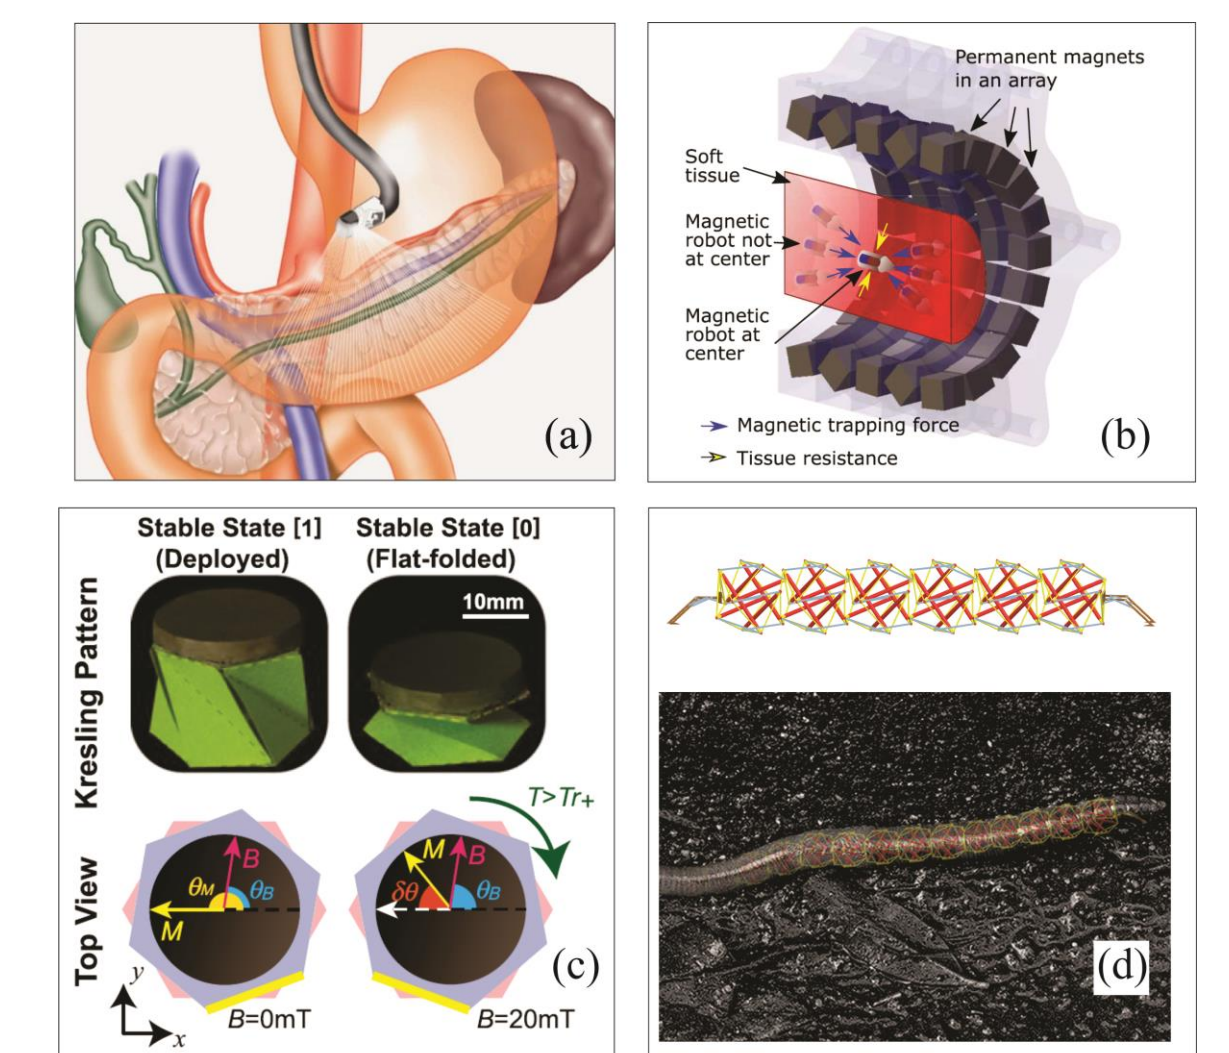 (a)
Permanent magnets
in an array
Soft
tissue
Magnetic
robot not
at center
Magnetic
robot at
center
Magnetic trapping force
Tissue resistance
(b)
Stable State [1]
(Deployed)
Stable State [0]
(Flat-folded)
Kresling Pattern
10mm
Top View
T>Tr+
B
θM
θB
M
B=0mT
M
B
δθ
θB
B=20mT
y
x
(c)
(d)